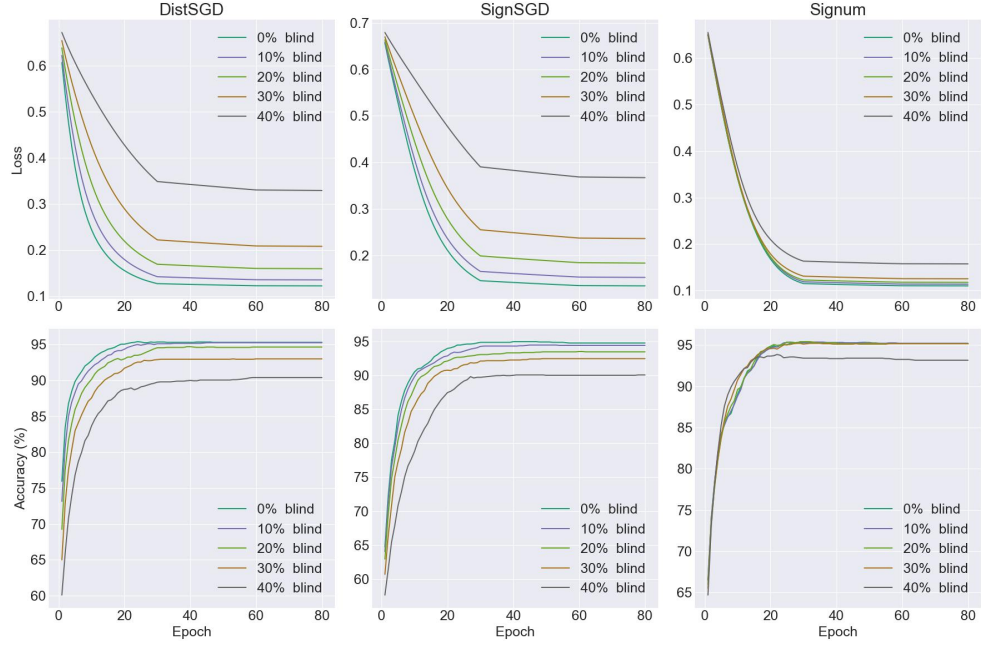 DistSGD
SignSGD
Signum
Loss
0.6
0.5
0.4
0.3
0.2
0.1
0 20 40 60 80
0% blind
10% blind
20% blind
30% blind
40% blind
0.7
0.6
0.5
0.4
0.3
0.2
0 20 40 60 80
0% blind
10% blind
20% blind
30% blind
40% blind
0.6
0.5
0.4
0.3
0.2
0.1
0 20 40 60 80
0% blind
10% blind
20% blind
30% blind
40% blind
Accuracy (%)
95
90
85
80
75
70
65
60
0% blind
10% blind
20% blind
30% blind
40% blind
0 20 40 60 80
Epoch
95
90
85
80
75
70
65
60
0% blind
10% blind
20% blind
30% blind
40% blind
0 20 40 60 80
Epoch
95
90
85
80
75
70
65
0% blind
10% blind
20% blind
30% blind
40% blind
0 20 40 60 80
Epoch